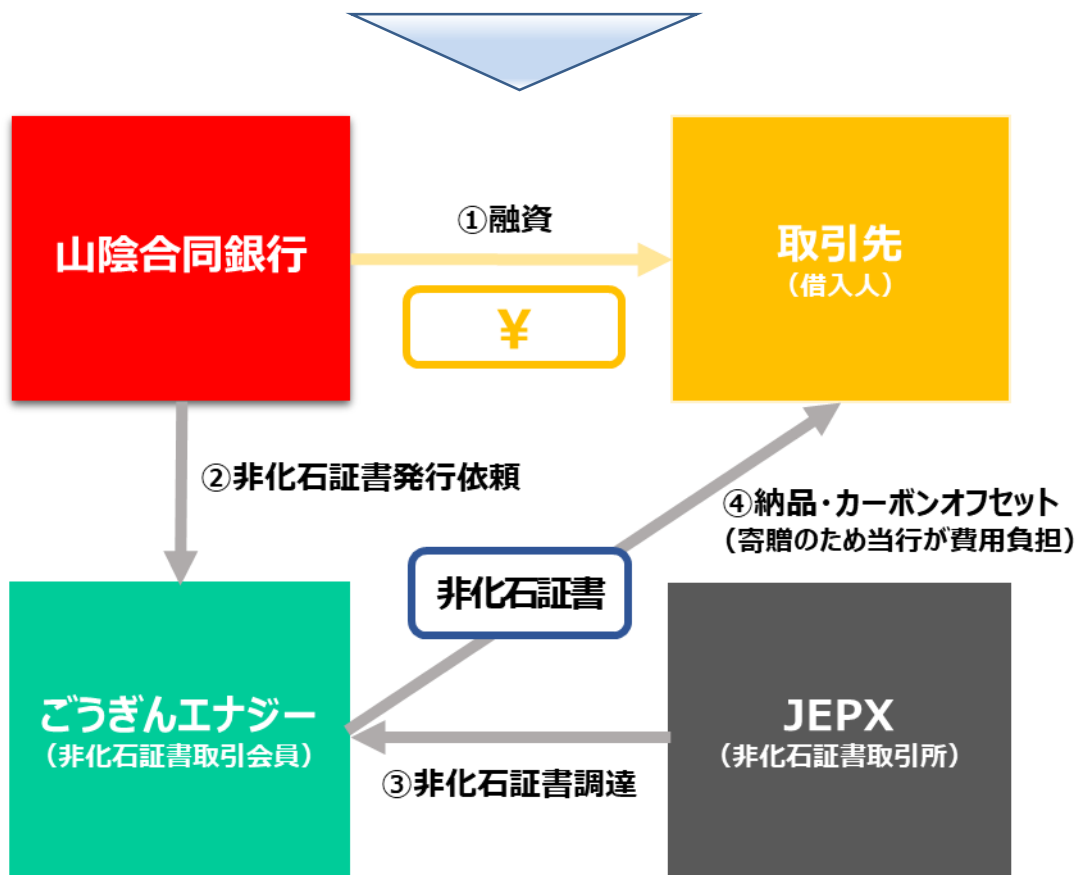 山陰合同銀行
①融資
¥
取引先
（借入人）
②非化石証書発行依頼
④納品・カーボンオフセット
（寄贈のため当行が費用負担）
非化石証書
ごうぎんエナジー
（非化石証書取引会員）
③非化石証書調達
JEPX
（非化石証書取引所）